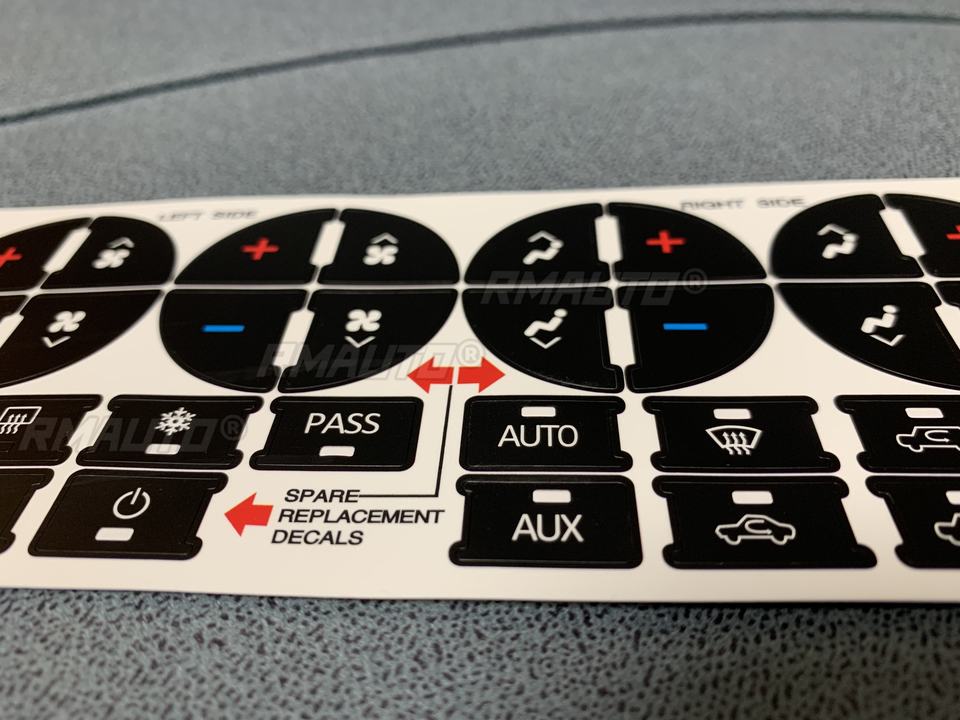 LEFT SIDE
RIGHT SIDE
RMAUTO®
RMAUTO®
RMAUTO®
PASS
AUTO
SPARE
REPLACEMENT
DECALS
AUX